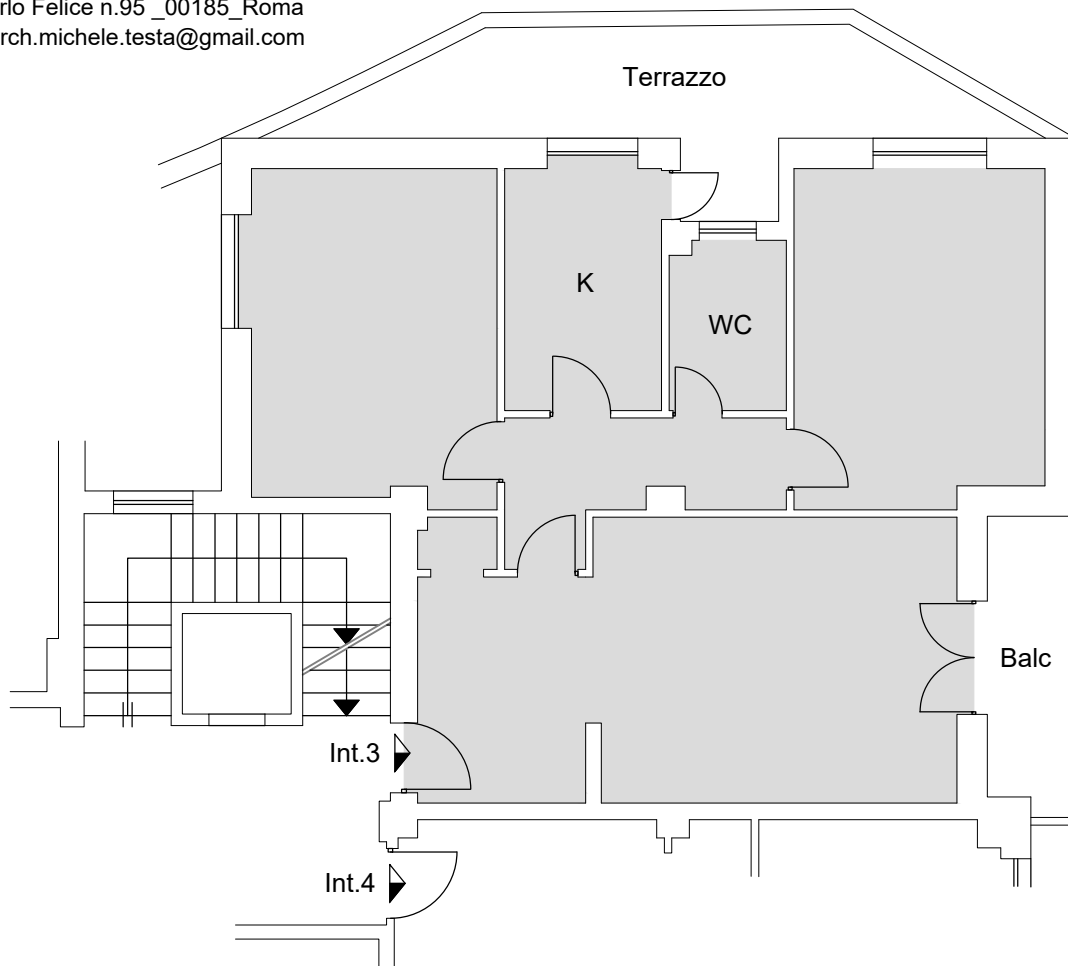 rlo Felice n.95 _00185_Roma
rch.michele.testa@gmail.com
Terrazzo
K
WC
Balc
Int.3
Int.4